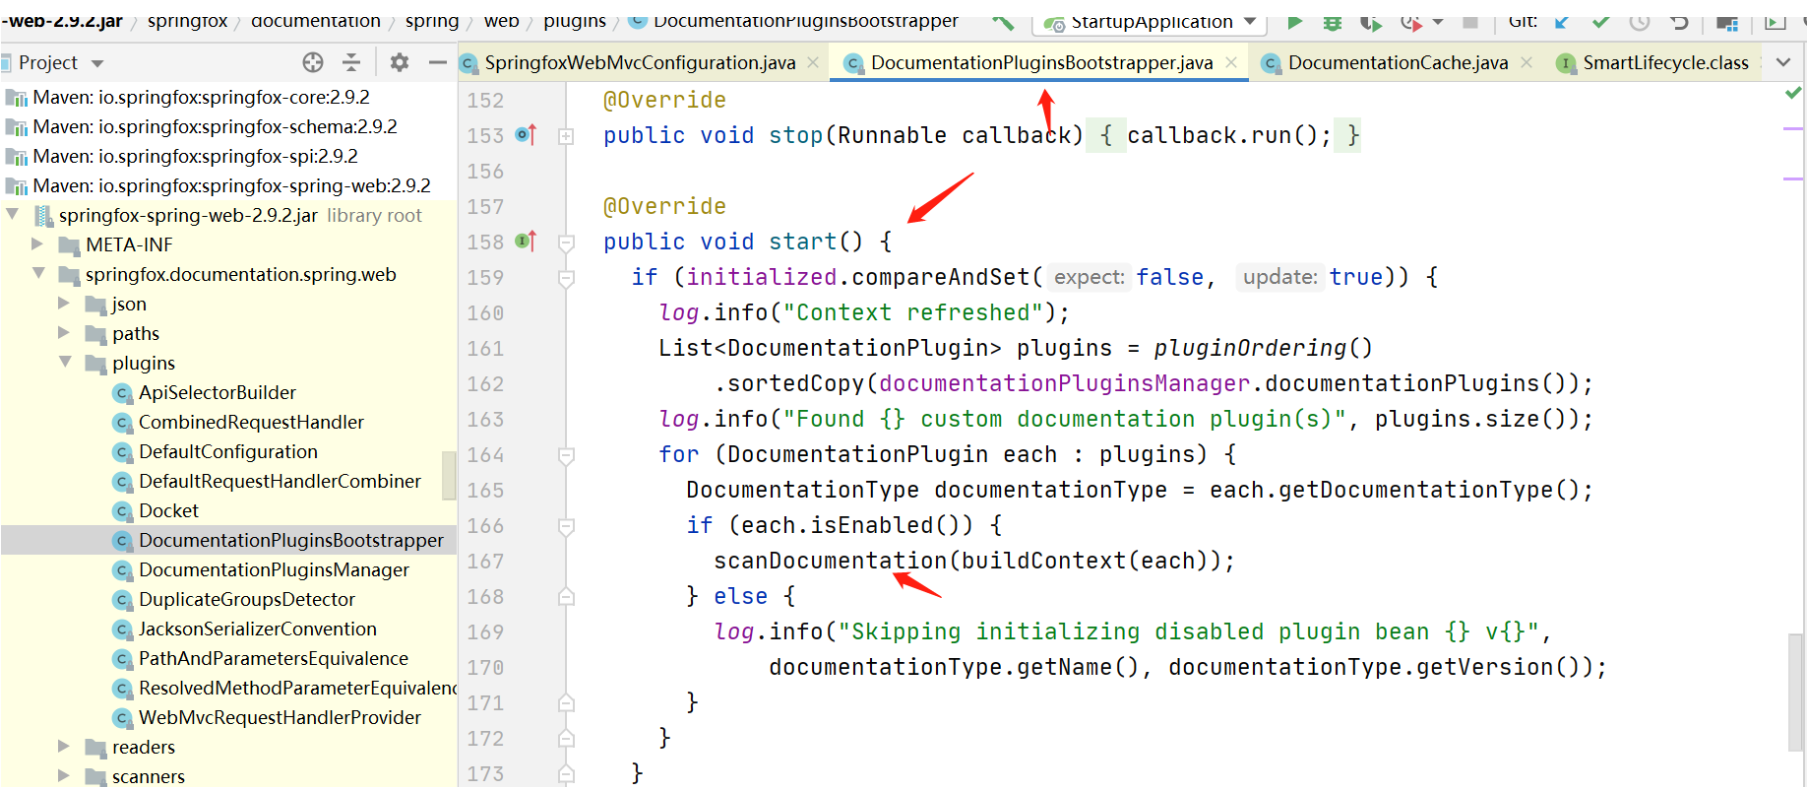 -web-2.9.2.jar springfox documentation spring web plugins DocumentationPluginsBootstrapper StartupApplication Git:
Project
SpringfoxWebMvcConfiguration.java DocumentationPluginsBootstrapper.java DocumentationCache.java SmartLifecycle.class
Maven: io.springfox:springfox-core:2.9.2
Maven: io.springfox:springfox-schema:2.9.2
Maven: io.springfox:springfox-spi:2.9.2
Maven: io.springfox:springfox-spring-web:2.9.2
springfox-spring-web-2.9.2.jar library root
META-INF
springfox.documentation.spring.web
json
paths
plugins
ApiSelectorBuilder
CombinedRequestHandler
DefaultConfiguration
DefaultRequestHandlerCombiner
Docket
DocumentationPluginsBootstrapper
DocumentationPluginsManager
DuplicateGroupsDetector
JacksonSerializerConvention
PathAndParametersEquivalence
ResolvedMethodParameterEquivalenc
WebMvcRequestHandlerProvider
readers
scanners
152 @Override
153 public void stop(Runnable callback) { callback.run(); }
156
157 @Override
158 public void start() {
159 if (initialized.compareAndSet( expect: false, update: true)) {
160 log.info("Context refreshed");
161 List<DocumentationPlugin> plugins = pluginOrdering()
162 .sortedCopy(documentationPluginsManager.documentationPlugins());
163 log.info("Found {} custom documentation plugin(s)", plugins.size());
164 for (DocumentationPlugin each : plugins) {
165 DocumentationType documentationType = each.getDocumentationType();
166 if (each.isEnabled()) {
167 scanDocumentation(buildContext(each));
168 } else {
169 log.info("Skipping initializing disabled plugin bean {} v{}",
170 documentationType.getName(), documentationType.getVersion());
171 }
172 }
173 }